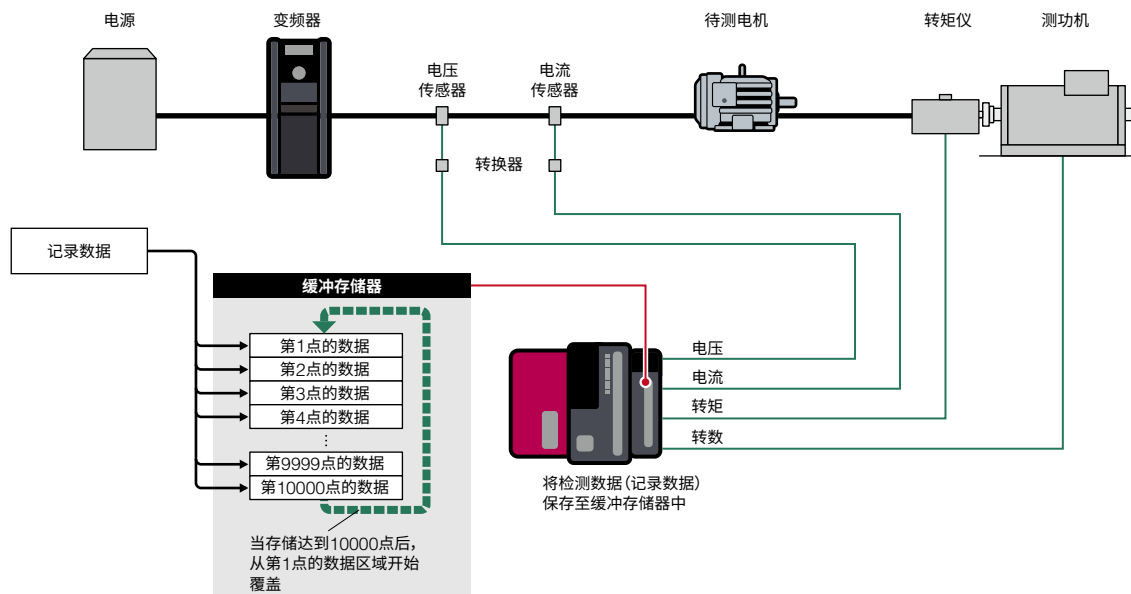 电源
变频器
待测电机
转矩仪
测功机
电压
传感器
电流
传感器
转换器
记录数据
缓冲存储器
第1点的数据
第2点的数据
第3点的数据
第4点的数据
⋮
第9999点的数据
第10000点的数据
当存储达到10000点后，
从第1点的数据区域开始
覆盖
电压
电流
转矩
转数
将检测数据（记录数据）
保存至缓冲存储器中